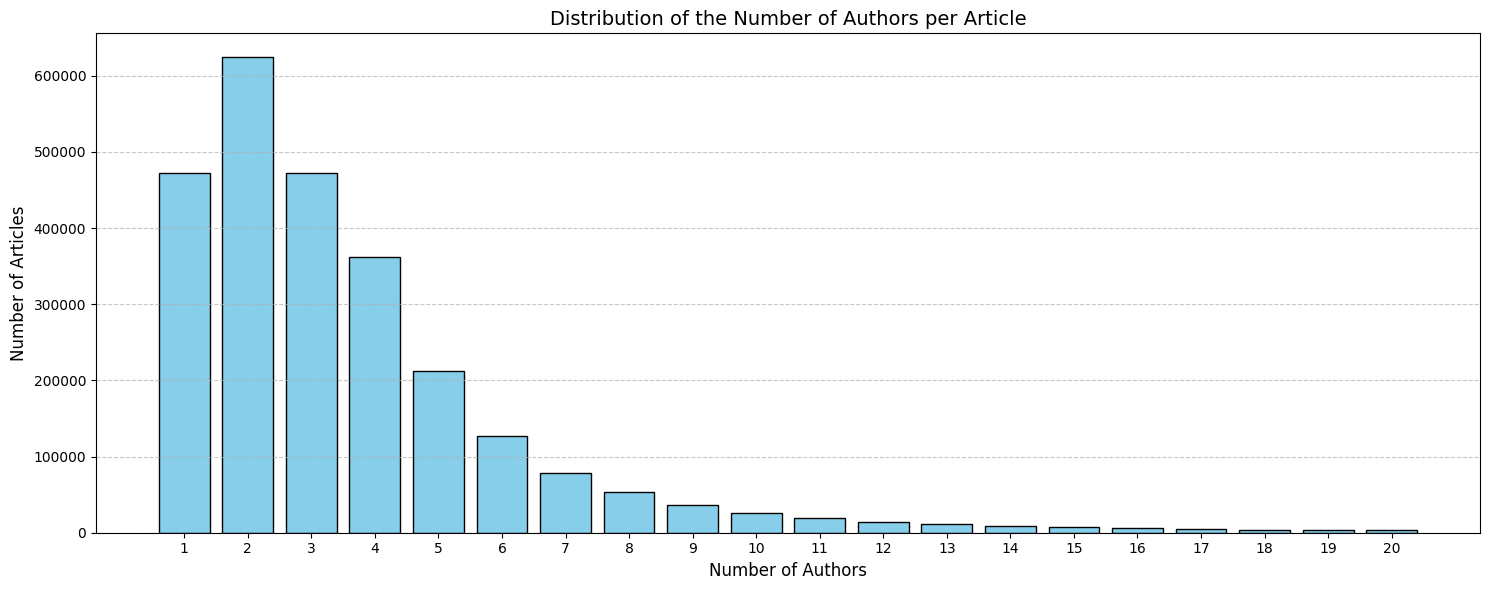 Distribution of the Number of Authors per Article
Number of Articles
600000
500000
400000
300000
200000
100000
0
1 2 3 4 5 6 7 8 9 10 11 12 13 14 15 16 17 18 19 20
Number of Authors